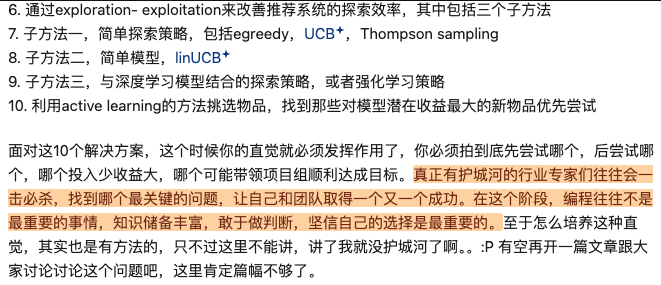 6. 通过exploration- exploitation来改善推荐系统的探索效率，其中包括三个子方法
7. 子方法一，简单探索策略，包括egreedy，UCB，Thompson sampling
8. 子方法二，简单模型，linUCB
9. 子方法三，与深度学习模型结合的探索策略，或者强化学习策略
10. 利用active learning的方法挑选物品，找到那些对模型潜在收益最大的新物品优先尝试
面对这10个解决方案，这个时候你的直觉就必须发挥作用了，你必须拍到底先尝试哪个，后尝试哪
个，哪个投入少收益大，哪个可能带领项目组顺利达成目标。真正有护城河的行业专家们往往会一
击必杀，找到哪个最关键的问题，让自己和团队取得一个又一个成功。在这个阶段，编程往往不是
最重要的事情，知识储备丰富，敢于做判断，坚信自己的选择是最重要的。至于怎么培养这种直
觉，其实也是有方法的，只不过这里不能讲，讲了我就没护城河了啊。。:P 有空再开一篇文章跟大
家讨论讨论这个问题吧，这里肯定篇幅不够了。